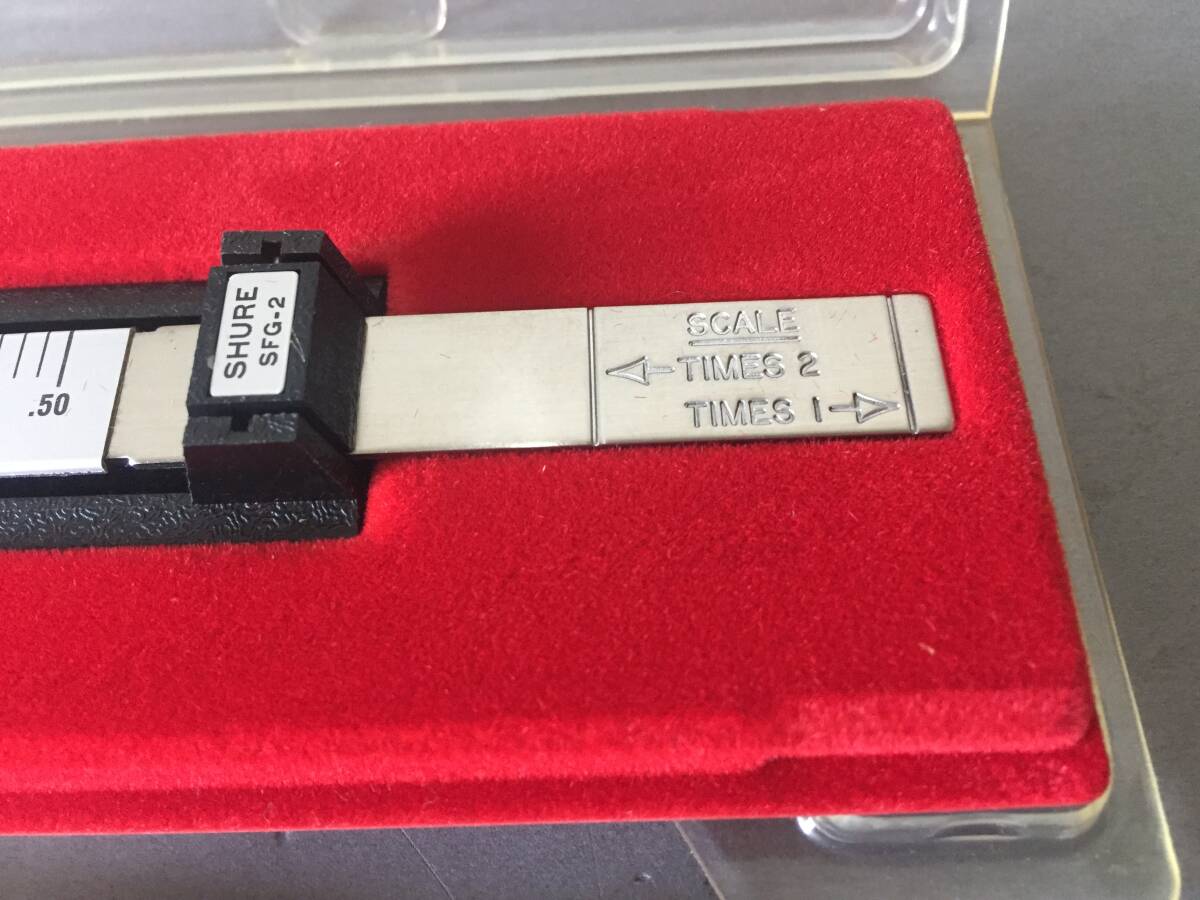 .50
SHURE
SFG-2
SCALE
TIMES 2
TIMES 1